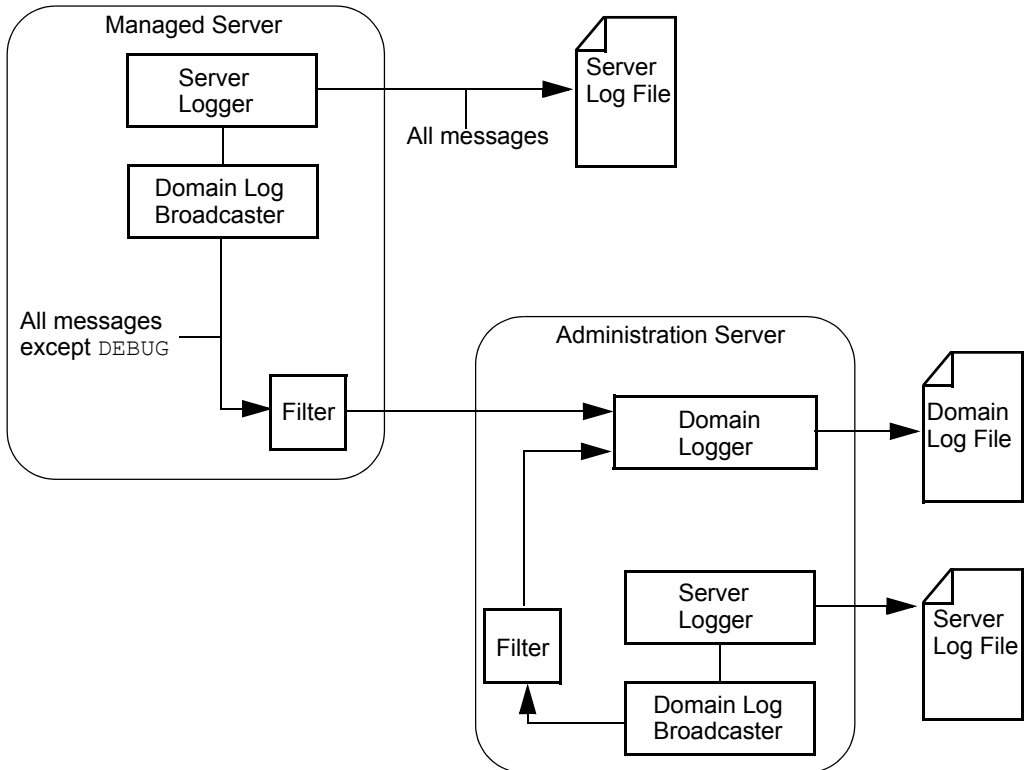 Managed Server
Server
Logger
Server
Log File
All messages
Domain Log
Broadcaster
All messages
except DEBUG
Filter
Administration Server
Domain
Logger
Domain
Log File
Server
Logger
Server
Log File
Filter
Domain Log
Broadcaster